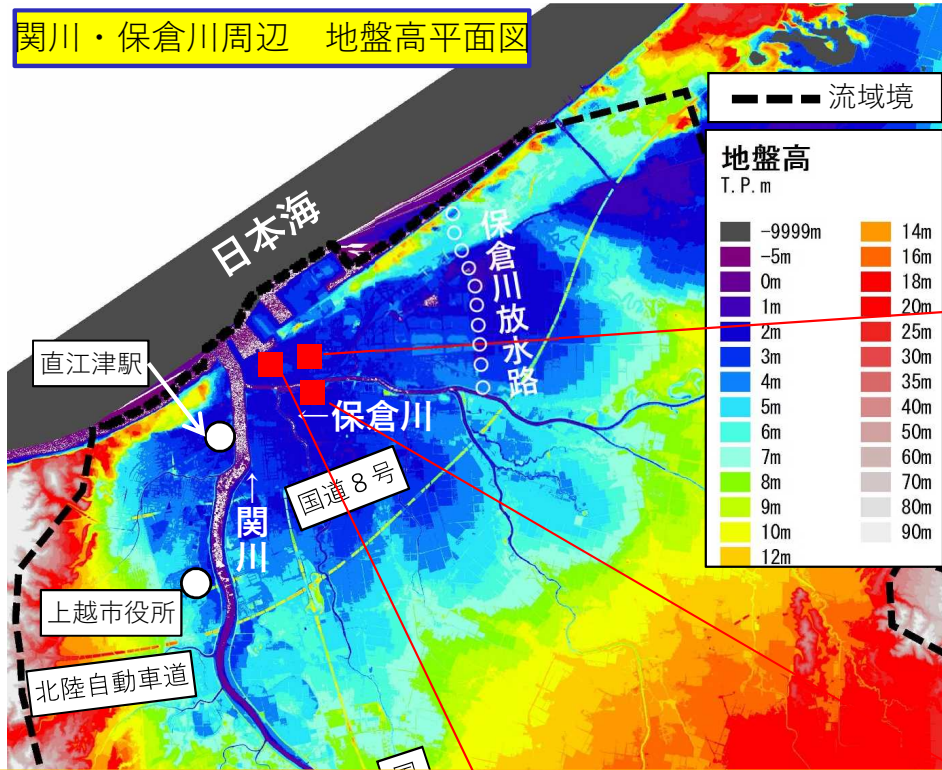 関川・保倉川周辺　地盤高平面図
流域境
地盤高
T.P.m
-9999m
-5m
0m
1m
2m
3m
4m
5m
6m
7m
8m
9m
10m
12m
14m
16m
18m
20m
25m
30m
35m
40m
50m
60m
70m
80m
90m
日本海
保倉川放水路
直江津駅
←保倉川
国道８号
←関川
上越市役所
北陸自動車道